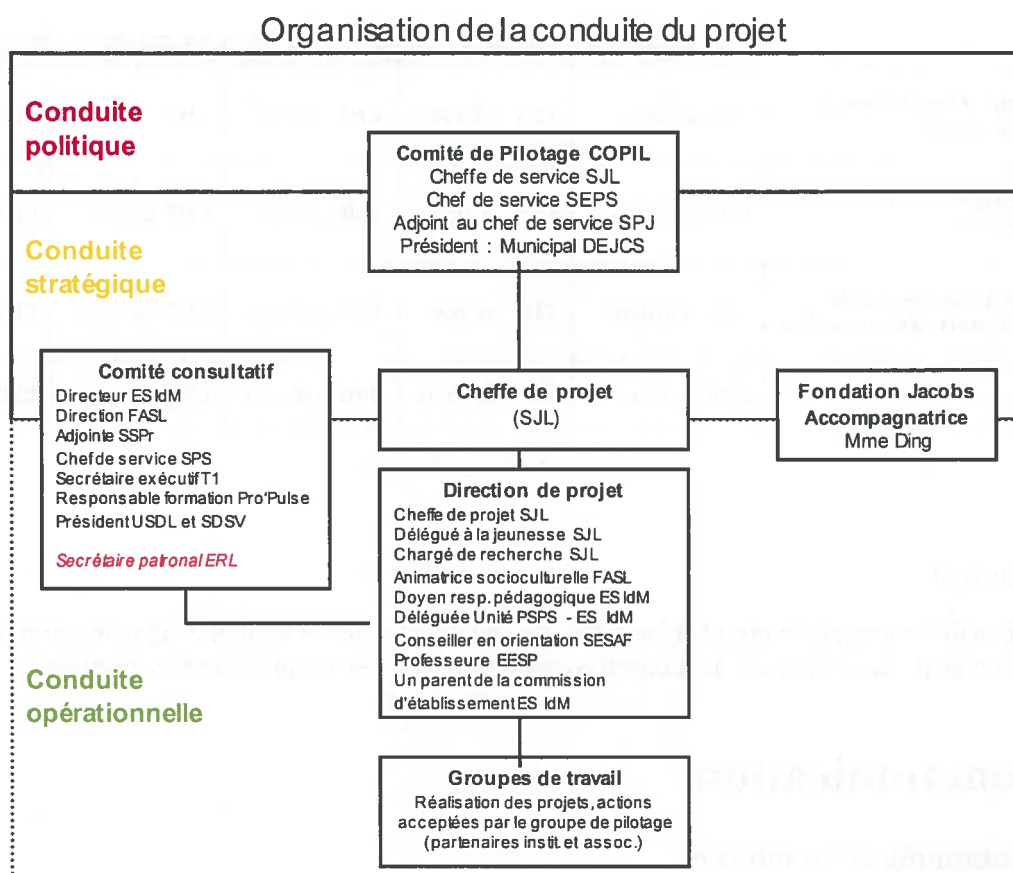 Organisation de la conduite du projet
Conduite
politique
Comité de Pilotage COPIL
Cheffe de service SJL
Chef de service SEPS
Adjoint au chef de service SPJ
Président : Municipal DEJCS
Conduite
stratégique
Comité consultatif
Directeur ES IdM
Direction FASL
Adjointe SSPr
Chef de service SPS
Secrétaire exécutif T1
Responsable formation Pro'Pulse
Président USDL et SDSV
Secrétaire patronal ERL
Cheffe de projet
(SJL)
Fondation Jacobs
Accompagnatrice
Mme Ding
Direction de projet
Cheffe de projet SJL
Délégué à la jeunesse SJL
Chargé de recherche SJL
Animatrice socioculturelle FASL
Doyen resp. pédagogique ES IdM
Déléguée Unité PSPS - ES IdM
Conseiller en orientation SESAF
Professeure EESP
Un parent de la commission
d'établissement ES IdM
Conduite
opérationnelle
Groupes de travail
Réalisation des projets, actions
acceptées par le groupe de pilotage
(partenaires instit. et assoc.)